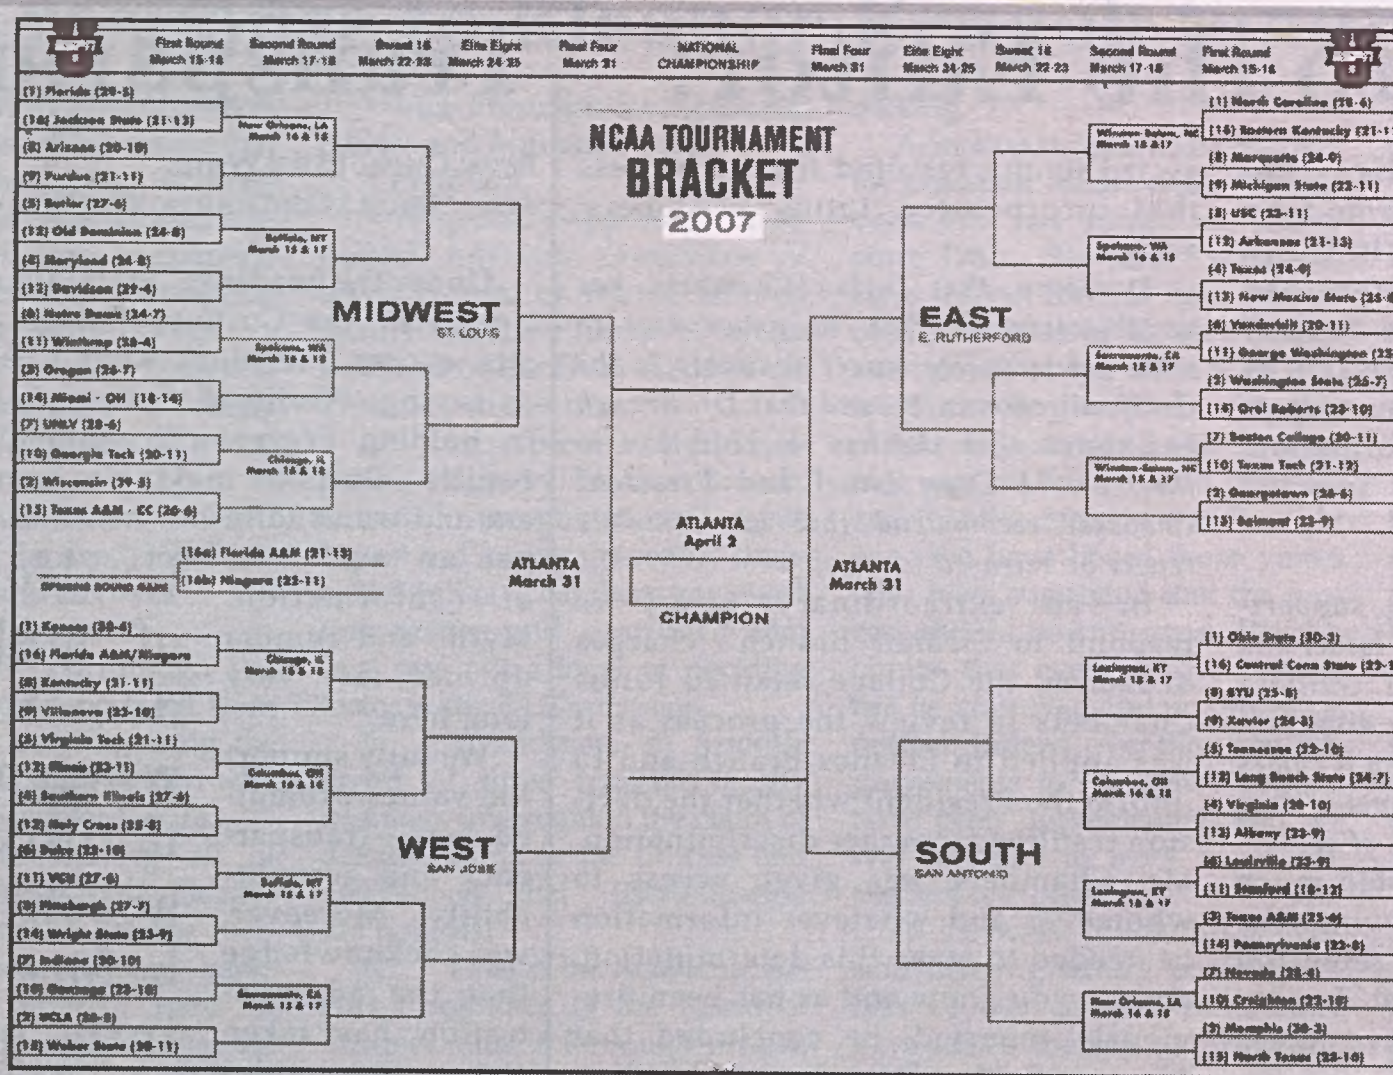 First Round
March 15-16
Second Round
March 17-18
Sweet 16
March 22-23
Elite Eight
March 24-25
Final Four
March 31
NATIONAL
CHAMPIONSHIP
Final Four
March 31
Elite Eight
March 24-25
Sweet 16
March 22-23
Second Round
March 17-18
First Round
March 15-16
NCAA TOURNAMENT
BRACKET
2007
(1) Florida (29-5)
(16) Jackson State (21-13)
(8) Arizona (20-10)
(9) Purdue (21-11)
(5) Butler (27-6)
(12) Old Dominion (24-8)
(4) Maryland (24-8)
(13) Davidson (29-4)
(6) Notre Dame (24-7)
(11) Winthrop (28-4)
(3) Oregon (26-7)
(14) Miami - OH (18-14)
(7) UNLV (28-6)
(10) Georgia Tech (20-11)
(2) Wisconsin (29-5)
(15) Texas A&M - CC (26-6)
New Orleans, LA
March 16 & 18
Buffalo, NY
March 15 & 17
Spokane, WA
March 16 & 18
Chicago, IL
March 16 & 18
MIDWEST
ST. LOUIS
OPENING ROUND GAME
(16a) Florida A&M (21-13)
(16b) Niagara (22-11)
(1) Kansas (30-4)
(16) Florida A&M/Niagara
(8) Kentucky (21-11)
(9) Villanova (22-10)
(5) Virginia Tech (21-11)
(12) Illinois (23-11)
(4) Southern Illinois (27-6)
(13) Holy Cross (25-8)
(6) Duke (22-10)
(11) VCU (27-6)
(3) Pittsburgh (27-7)
(14) Wright State (23-9)
(7) Indiana (20-10)
(10) Gonzaga (23-10)
(2) UCLA (26-5)
(15) Weber State (20-11)
Chicago, IL
March 16 & 18
Columbus, OH
March 16 & 18
Buffalo, NY
March 15 & 17
Sacramento, CA
March 15 & 17
WEST
SAN JOSE
ATLANTA
March 31
ATLANTA
April 2
CHAMPION
ATLANTA
March 31
(1) North Carolina (28-6)
(16) Eastern Kentucky (21-11
(8) Marquette (24-9)
(9) Michigan State (22-11)
(5) USC (23-11)
(12) Arkansas (21-13)
(4) Texas (24-9)
(13) New Mexico State (25-8
(6) Vanderbilt (20-11)
(11) George Washington (23-
(3) Washington State (25-7)
(14) Oral Roberts (23-10)
(7) Boston College (20-11)
(10) Texas Tech (21-12)
(2) Georgetown (26-6)
(15) Belmont (23-9)
Winston-Salem, NC
March 15 & 17
Spokane, WA
March 16 & 18
Sacramento, CA
March 15 & 17
Winston-Salem, NC
March 15 & 17
EAST
E. RUTHERFORD
(1) Ohio State (30-3)
(16) Central Conn State (22-1
(8) BYU (25-8)
(9) Xavier (24-8)
(5) Tennessee (22-10)
(12) Long Beach State (24-7)
(4) Virginia (20-10)
(13) Albany (23-9)
(6) Louisville (23-9)
(11) Stanford (18-12)
(3) Texas A&M (25-6)
(14) Pennsylvania (22-8)
(7) Nevada (28-4)
(10) Creighton (22-10)
(2) Memphis (30-3)
(15) North Texas (23-10)
Lexington, KY
March 15 & 17
Columbus, OH
March 16 & 18
Lexington, KY
March 15 & 17
New Orleans, LA
March 16 & 18
SOUTH
SAN ANTONIO